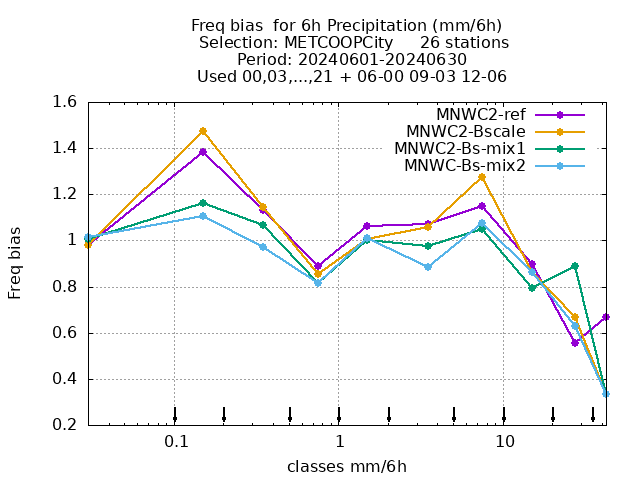 Freq bias  for 6h Precipitation (mm/6h)
Selection: METCOOPCity     26 stations
Period: 20240601-20240630
Used 00,03,...,21 + 06-00 09-03 12-06
MNWC2-ref
MNWC2-Bscale
MNWC2-Bs-mix1
MNWC-Bs-mix2
1.6
1.4
1.2
1
0.8
0.6
0.4
0.2
Freq bias
0.1 1 10
classes mm/6h